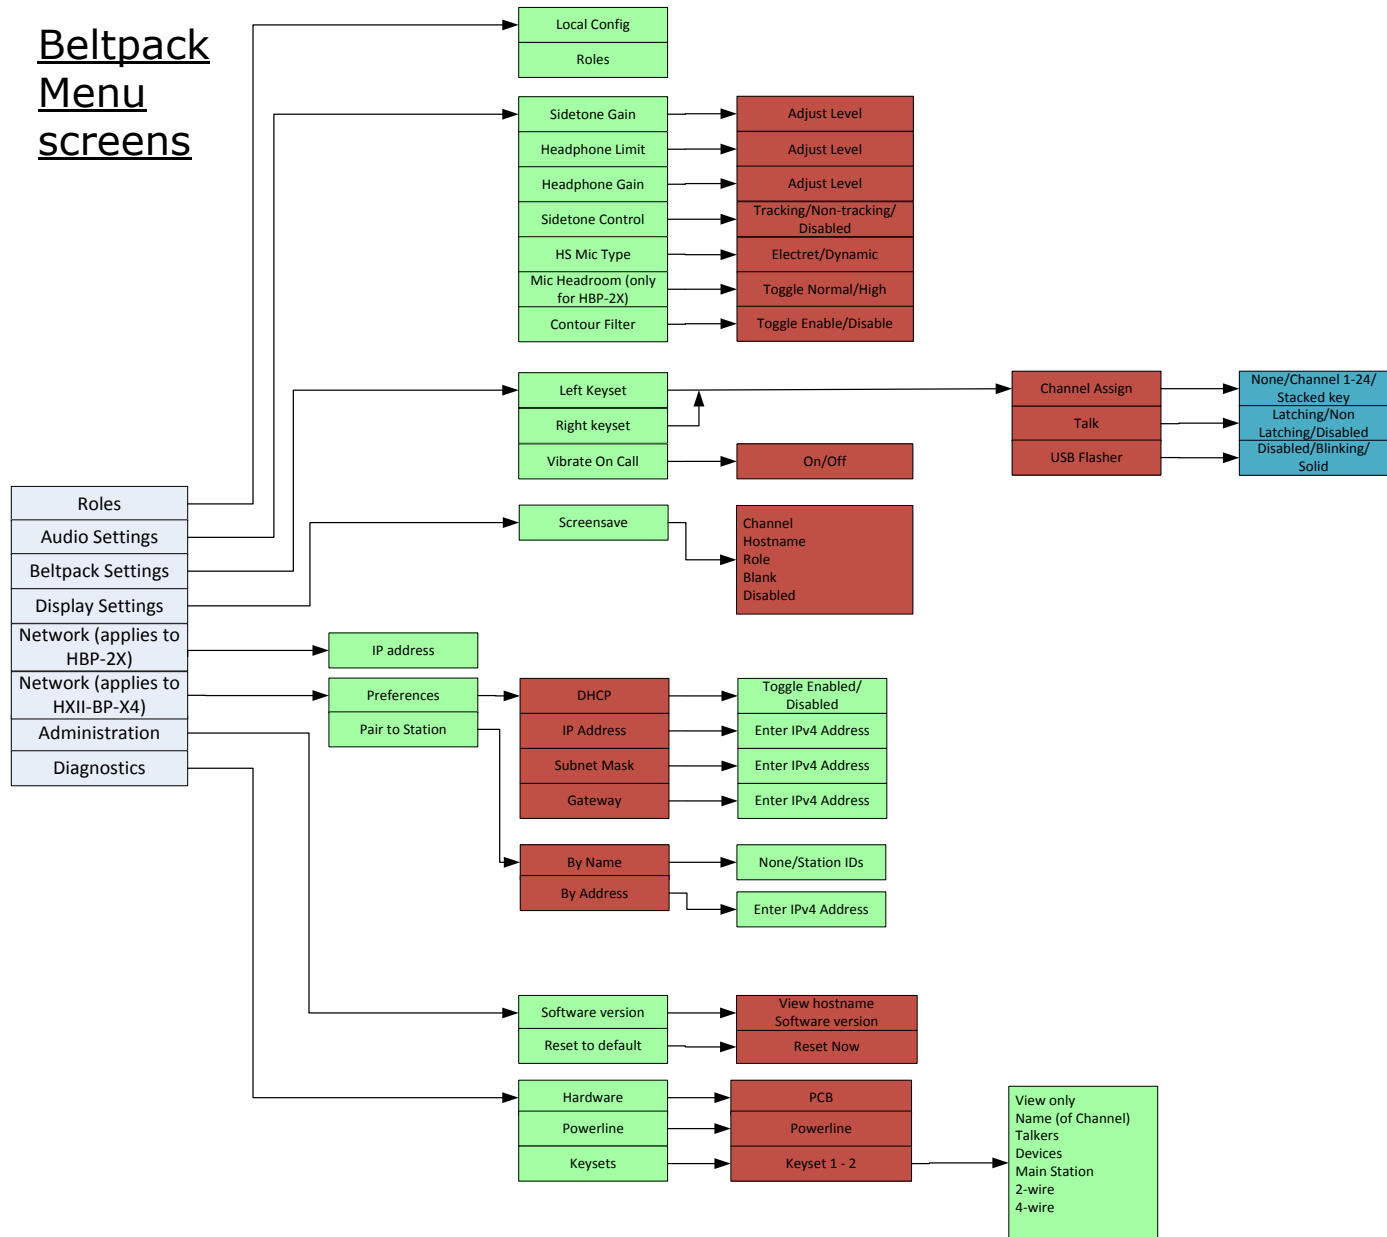 Beltpack
Menu
screens
Local Config
Roles
Sidetone Gain
Adjust Level
Headphone Limit
Adjust Level
Headphone Gain
Adjust Level
Sidetone Control
Tracking/Non-tracking/
Disabled
HS Mic Type
Electret/Dynamic
Mic Headroom (only
for HBP-2X)
Toggle Normal/High
Contour Filter
Toggle Enable/Disable
Left Keyset
Channel Assign
None/Channel 1-24/
Stacked key
Right keyset
Talk
Latching/Non
Latching/Disabled
Vibrate On Call
On/Off
USB Flasher
Disabled/Blinking/
Solid
Roles
Audio Settings
Beltpack Settings
Display Settings
Network (applies to
HBP-2X)
Network (applies to
HXII-BP-X4)
Administration
Diagnostics
Screensave
Channel
Hostname
Role
Blank
Disabled
IP address
Preferences
Pair to Station
DHCP
Toggle Enabled/
Disabled
IP Address
Enter IPv4 Address
Subnet Mask
Enter IPv4 Address
Gateway
Enter IPv4 Address
By Name
None/Station IDs
By Address
Enter IPv4 Address
Software version
View hostname
Software version
Reset to default
Reset Now
Hardware
PCB
Powerline
Powerline
Keysets
Keyset 1 - 2
View only
Name (of Channel)
Talkers
Devices
Main Station
2-wire
4-wire